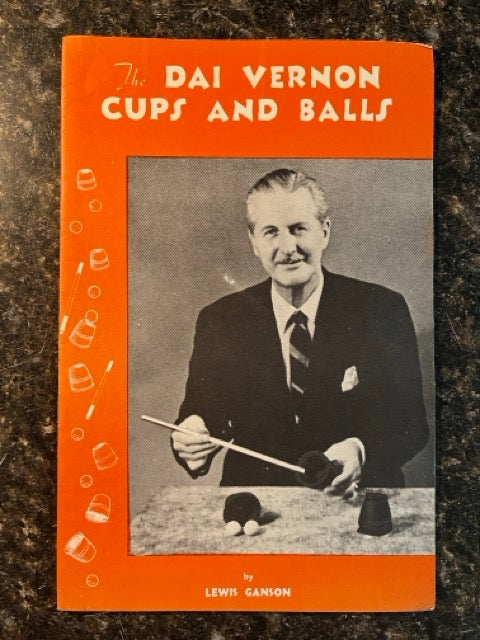 The DAI VERNON
CUPS AND BALLS
by
LEWIS GANSON